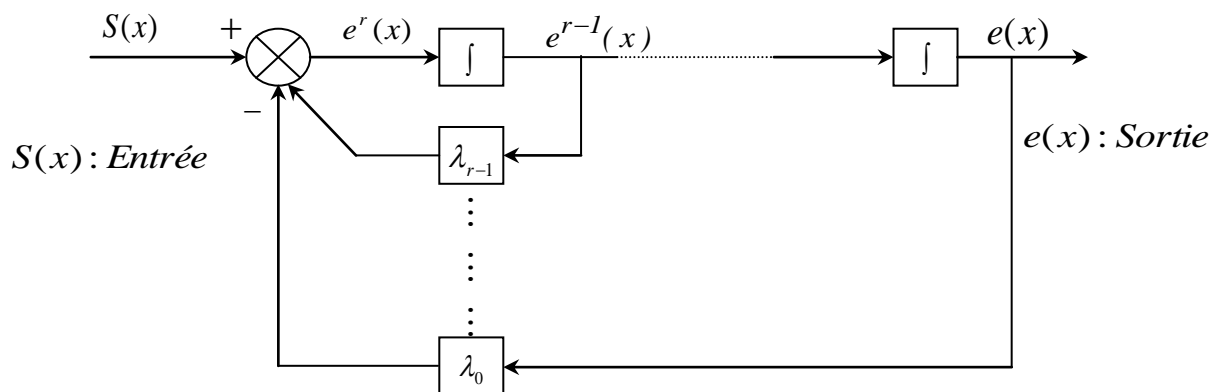 S(x)
+
e^r(x)
∫
e^{r-1}(x)
∫
e(x)
−
S(x) : Entrée
λ_{r-1}
e(x) : Sortie
λ_0